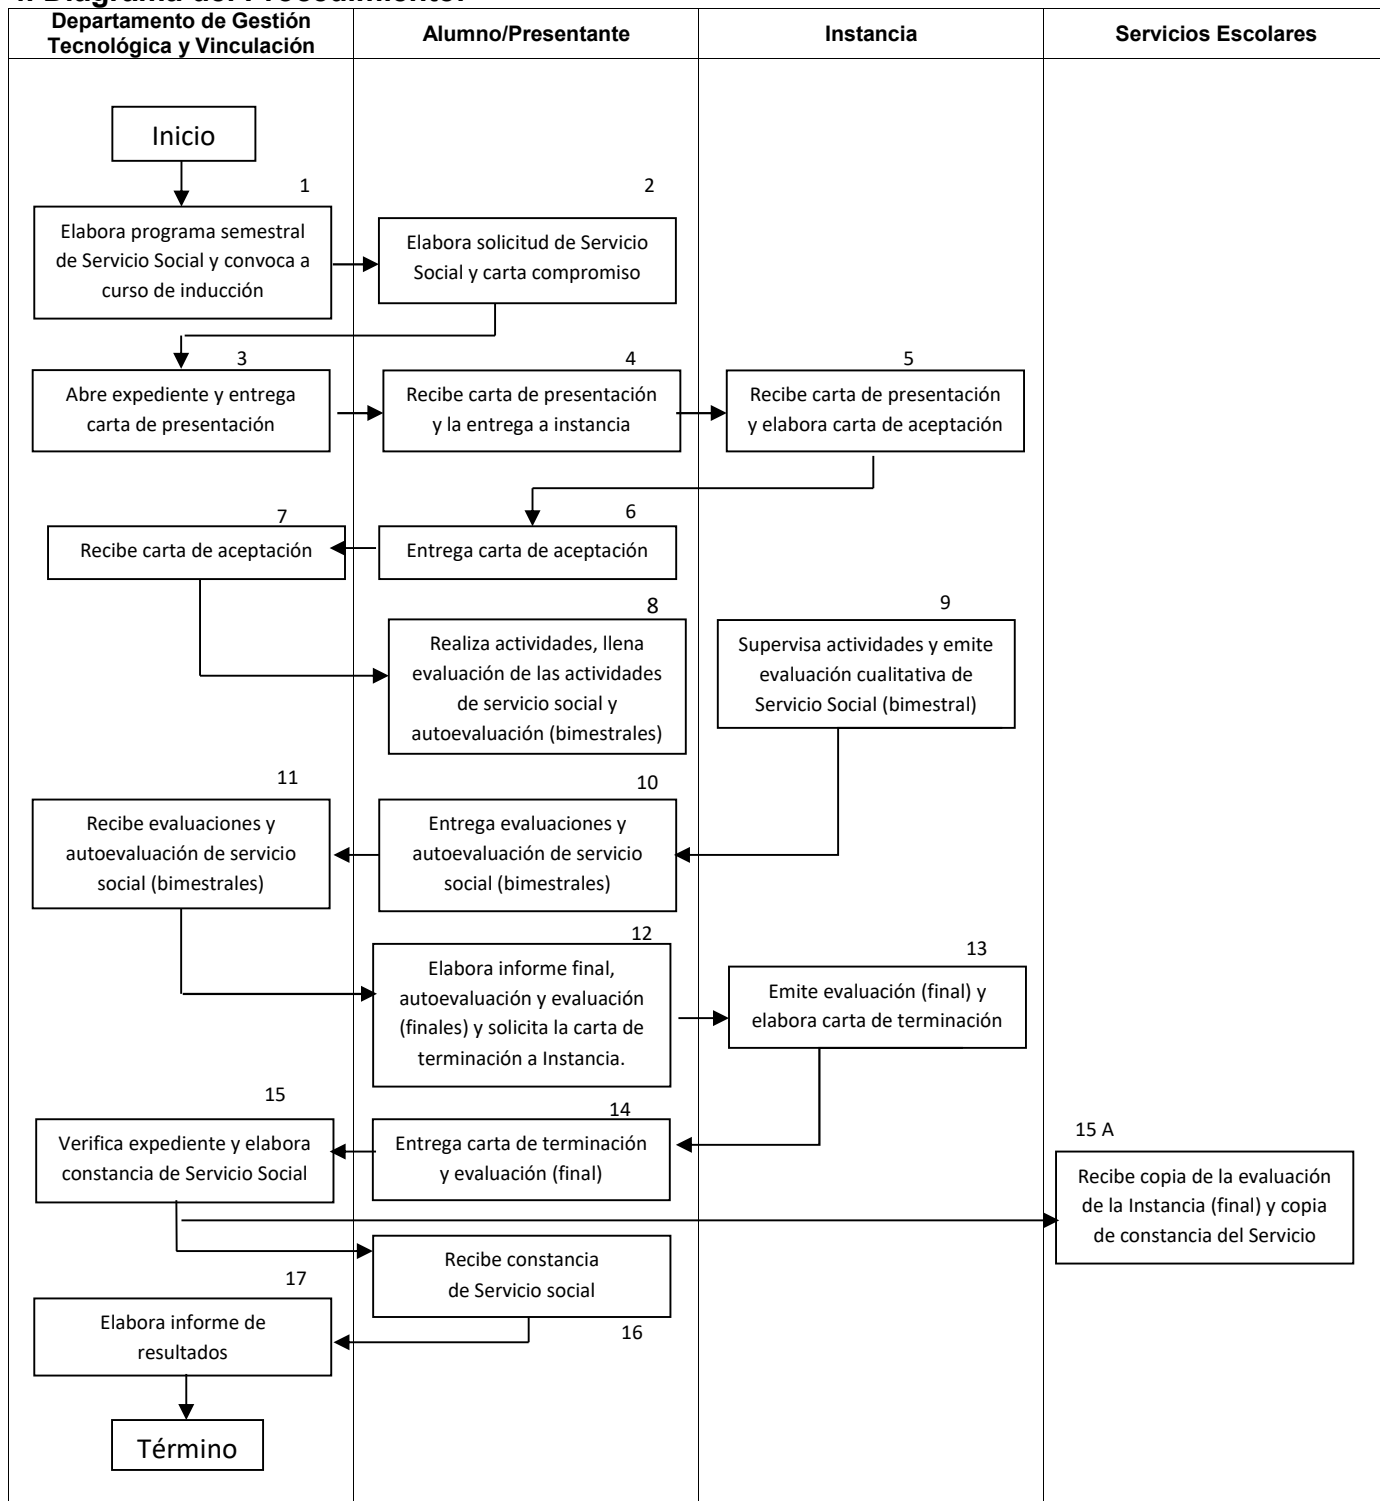 4. Diagrama del Procedimiento.
Departamento de Gestión
Tecnológica y Vinculación
Alumno/Presentante
Instancia
Servicios Escolares
Inicio
1
Elabora programa semestral
de Servicio Social y convoca a
curso de inducción
2
Elabora solicitud de Servicio
Social y carta compromiso
3
Abre expediente y entrega
carta de presentación
4
Recibe carta de presentación
y la entrega a instancia
5
Recibe carta de presentación
y elabora carta de aceptación
6
Entrega carta de aceptación
7
Recibe carta de aceptación
8
Realiza actividades, llena
evaluación de las actividades
de servicio social y
autoevaluación (bimestrales)
9
Supervisa actividades y emite
evaluación cualitativa de
Servicio Social (bimestral)
10
Entrega evaluaciones y
autoevaluación de servicio
social (bimestrales)
11
Recibe evaluaciones y
autoevaluación de servicio
social (bimestrales)
12
Elabora informe final,
autoevaluación y evaluación
(finales) y solicita la carta de
terminación a Instancia.
13
Emite evaluación (final) y
elabora carta de terminación
14
Entrega carta de terminación
y evaluación (final)
15
Verifica expediente y elabora
constancia de Servicio Social
15 A
Recibe copia de la evaluación
de la Instancia (final) y copia
de constancia del Servicio
Recibe constancia
de Servicio social
16
17
Elabora informe de
resultados
Término